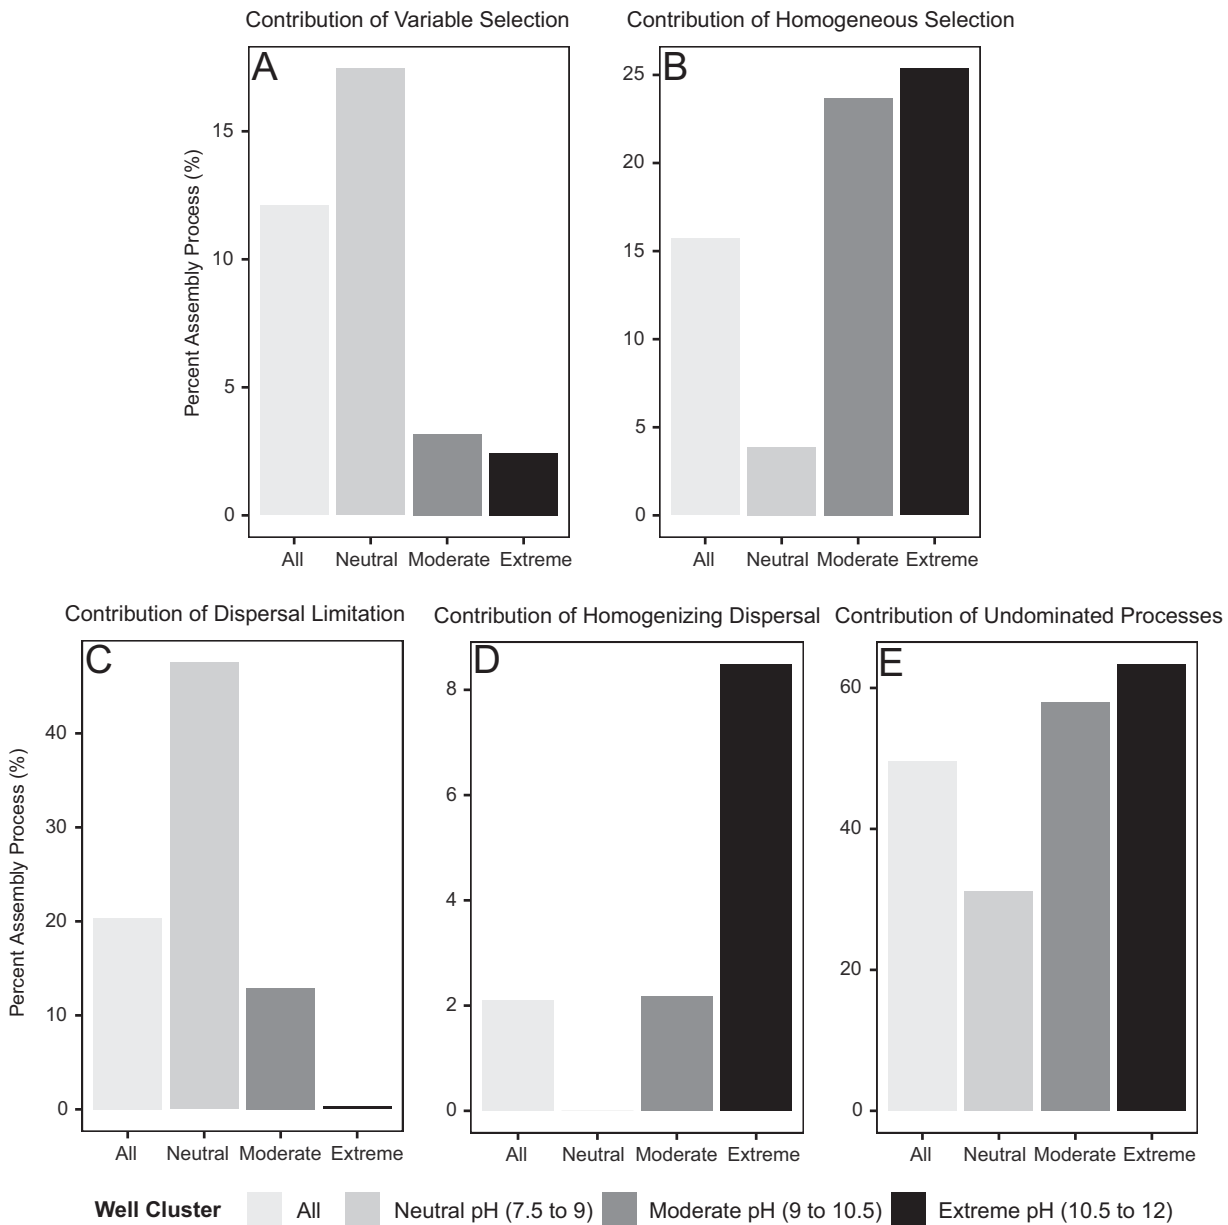 Contribution of Variable Selection
Contribution of Homogeneous Selection
A
B
Percent Assembly Process (%)
15
10
5
0
25
20
15
10
5
0
All Neutral Moderate Extreme
All Neutral Moderate Extreme
Contribution of Dispersal Limitation
Contribution of Homogenizing Dispersal
Contribution of Undominated Processes
C
D
E
Percent Assembly Process (%)
40
30
20
10
0
8
6
4
2
0
60
40
20
0
All Neutral Moderate Extreme
All Neutral Moderate Extreme
All Neutral Moderate Extreme
Well Cluster All Neutral pH (7.5 to 9) Moderate pH (9 to 10.5) Extreme pH (10.5 to 12)